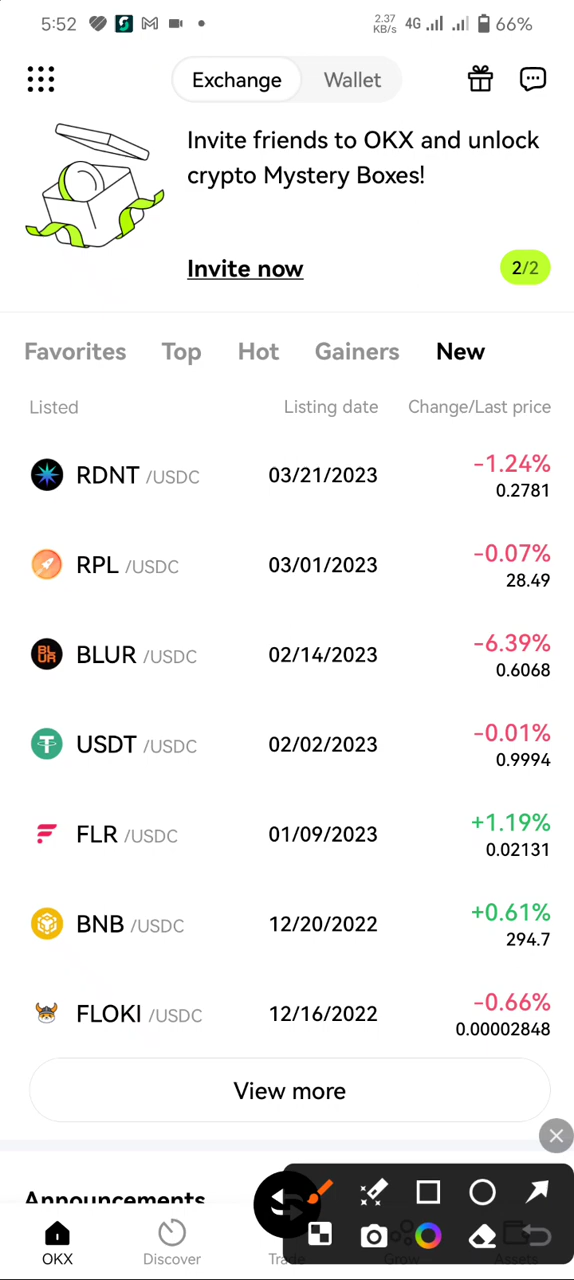 5:52
2.37 KB/s 4G 66%
Exchange Wallet
Invite friends to OKX and unlock
crypto Mystery Boxes!
Invite now 2/2
Favorites Top Hot Gainers New
Listed Listing date Change/Last price
RDNT /USDC 03/21/2023 -1.24%
0.2781
RPL /USDC 03/01/2023 -0.07%
28.49
BLUR /USDC 02/14/2023 -6.39%
0.6068
USDT /USDC 02/02/2023 -0.01%
0.9994
FLR /USDC 01/09/2023 +1.19%
0.02131
BNB /USDC 12/20/2022 +0.61%
294.7
FLOKI /USDC 12/16/2022 -0.66%
0.00002848
View more
Announcements
OKX Discover Trade Grow Assets